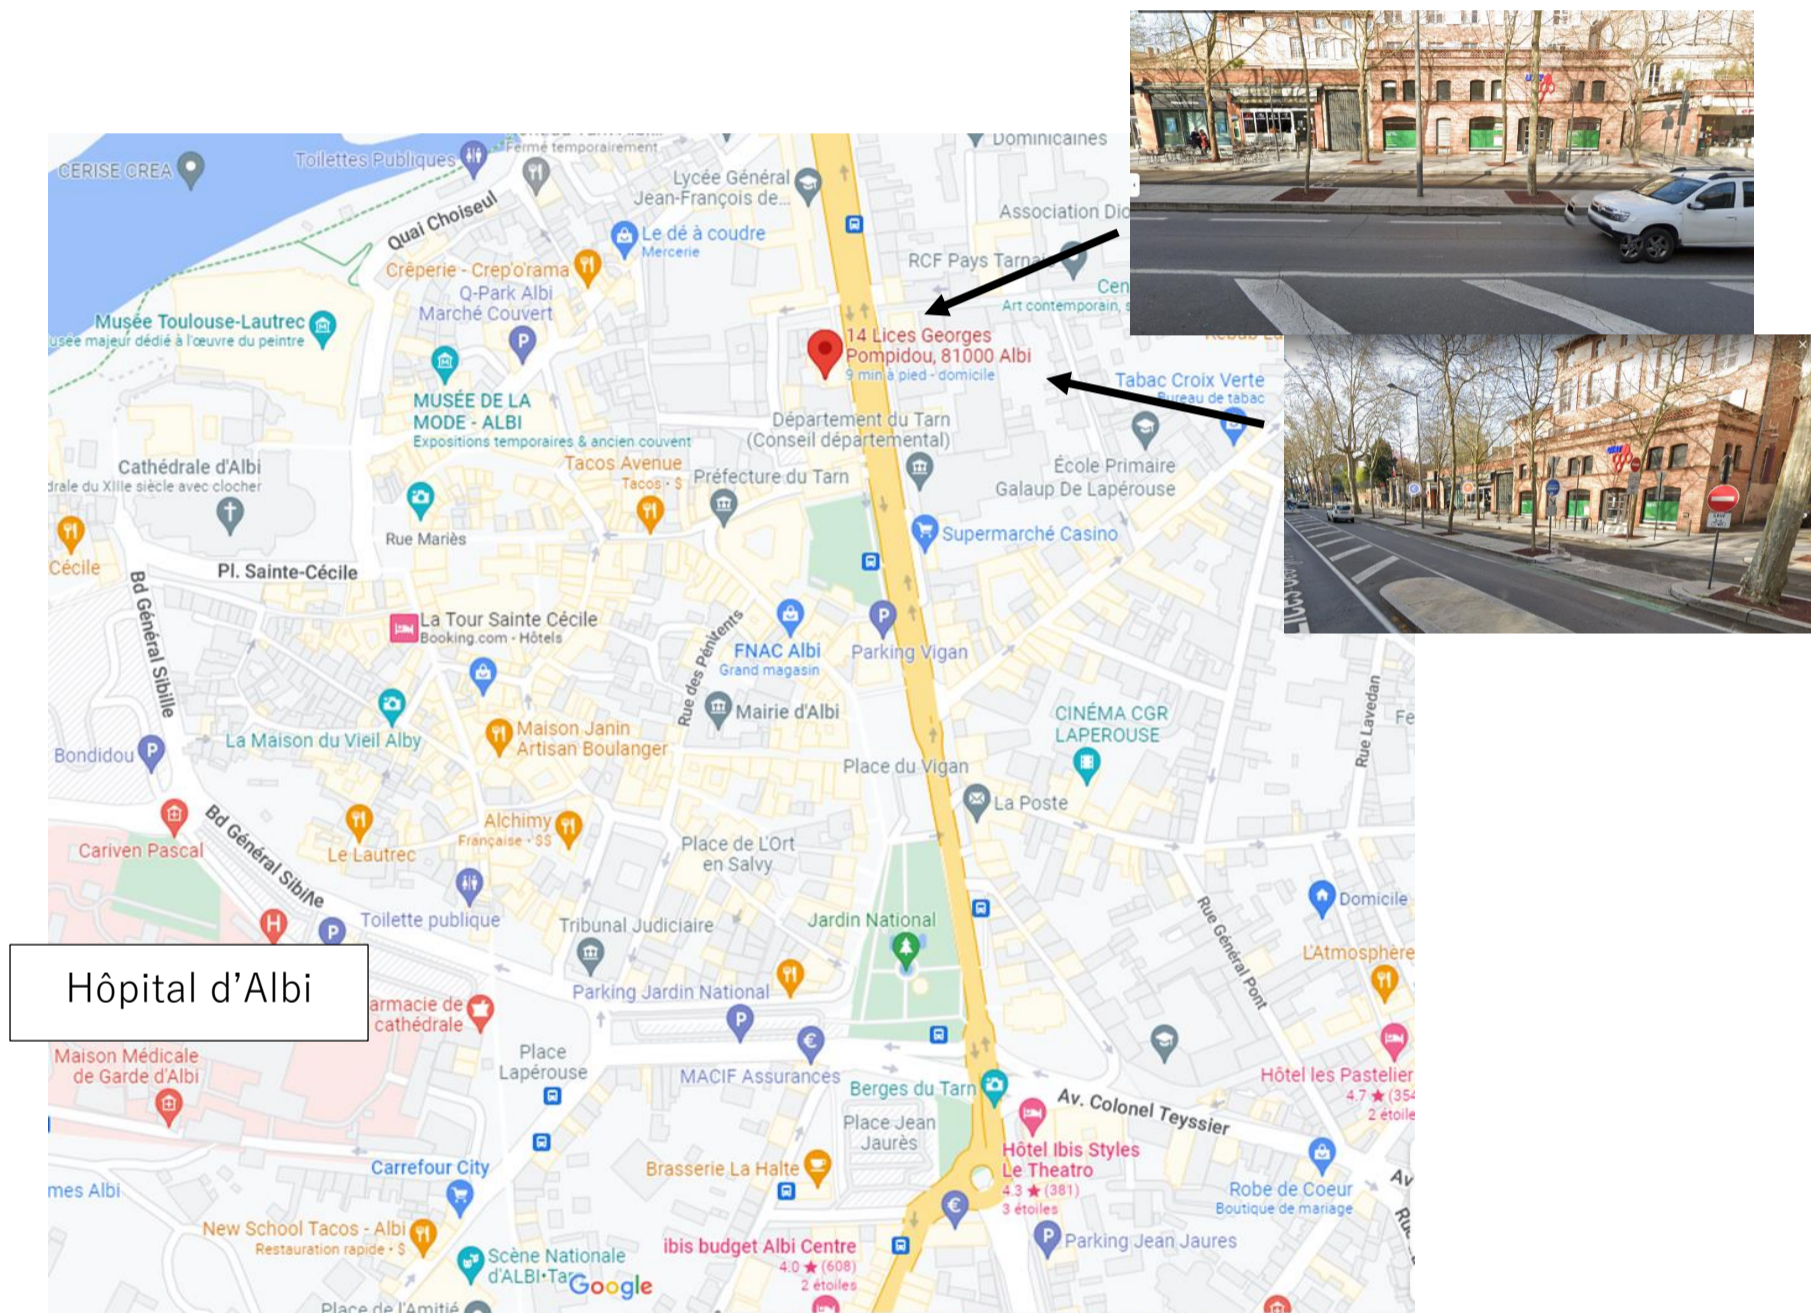 Dominicaines
Fermé temporairement
CERISE CREA
Toilettes Publiques
Lycée Général
Jean-François de...
Quai Choiseul
Le dé à coudre
Mercerie
Association Dio
Crêperie - Crep'orama
RCF Pays Tarnais
Q-Park Albi
Marché Couvert
Cen
Art contemporain, s
Musée Toulouse-Lautrec
usée majeur dédié à l'œuvre du peintre
14 Lices Georges
Pompidou, 81000 Albi
9 min à pied - domicile
Tabac Croix Verte
Bureau de tabac
MUSÉE DE LA
MODE - ALBI
Expositions temporaires & ancien couvent
Département du Tarn
(Conseil départemental)
Cathédrale d'Albi
drale du XIIIe siècle avec clocher
Tacos Avenue
Tacos · $
Préfecture du Tarn
École Primaire
Galaup De Lapérouse
Rue Mariès
Supermarché Casino
Cécile
Pl. Sainte-Cécile
Bd Général Sibille
La Tour Sainte Cécile
Booking.com - Hôtels
Rue des Pénitents
FNAC Albi
Grand magasin
P
Parking Vigan
Mairie d'Albi
La Maison du Vieil Alby
Maison Janin
Artisan Boulanger
CINÉMA CGR
LAPEROUSE
Rue Lavedan
Fe
Bondidou
P
Place du Vigan
La Poste
Bd Général Sibille
Cariven Pascal
Le Lautrec
Alchimy
Française · $$
Place de L'Ort
en Salvy
Toilette publique
Tribunal Judiciaire
Jardin National
Rue Général Pont
Domicile
L'Atmosphère
H
P
Hôpital d'Albi
armacie de
cathédrale
Parking Jardin National
P
€
Maison Médicale
de Garde d'Albi
Place
Lapérouse
MACIF Assurances
Berges du Tarn
Av. Colonel Teyssier
Hôtel les Pastelier
4.7 ★ (354
2 étoile
Place Jean
Jaurès
Hôtel Ibis Styles
Le Theatro
4.3 ★ (381)
3 étoiles
Carrefour City
Brasserie La Halte
mes Albi
Robe de Coeur
Boutique de mariage
Av
New School Tacos - Albi
Restauration rapide · $
Scène Nationale
d'ALBI·Tar
Google
ibis budget Albi Centre
4.0 ★ (608)
2 étoiles
€
P
Parking Jean Jaures
Place de l'Amitié